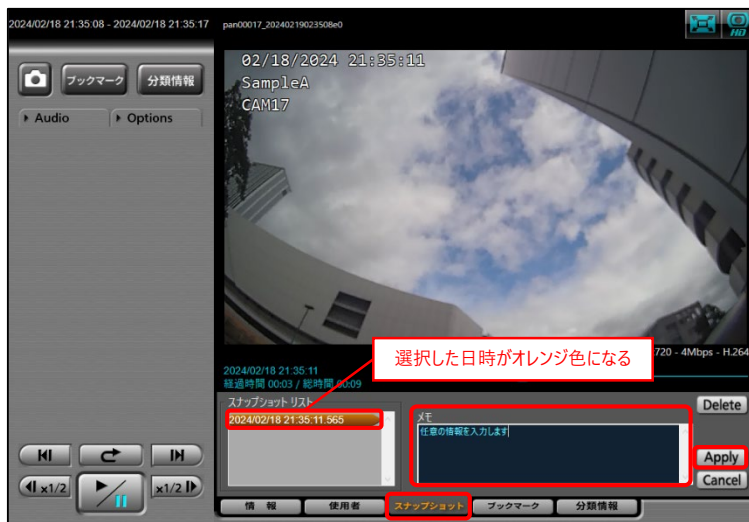 2024/02/18 21:35:08 - 2024/02/18 21:35:17
pan00017_20240219023508e0
HD
ブックマーク
分類情報
Audio
Options
02/18/2024 21:35:11
SampleA
CAM17
選択した日時がオレンジ色になる
720 - 4Mbps - H.264
2024/02/18 21:35:11
経過時間 00:03 / 総時間 00:09
スナップショット リスト
2024/02/18 21:35:11.565
メモ
任意の情報を入力します
Delete
Apply
Cancel
x1/2
x1/2
情 報
使用者
スナップショット
ブックマーク
分類情報